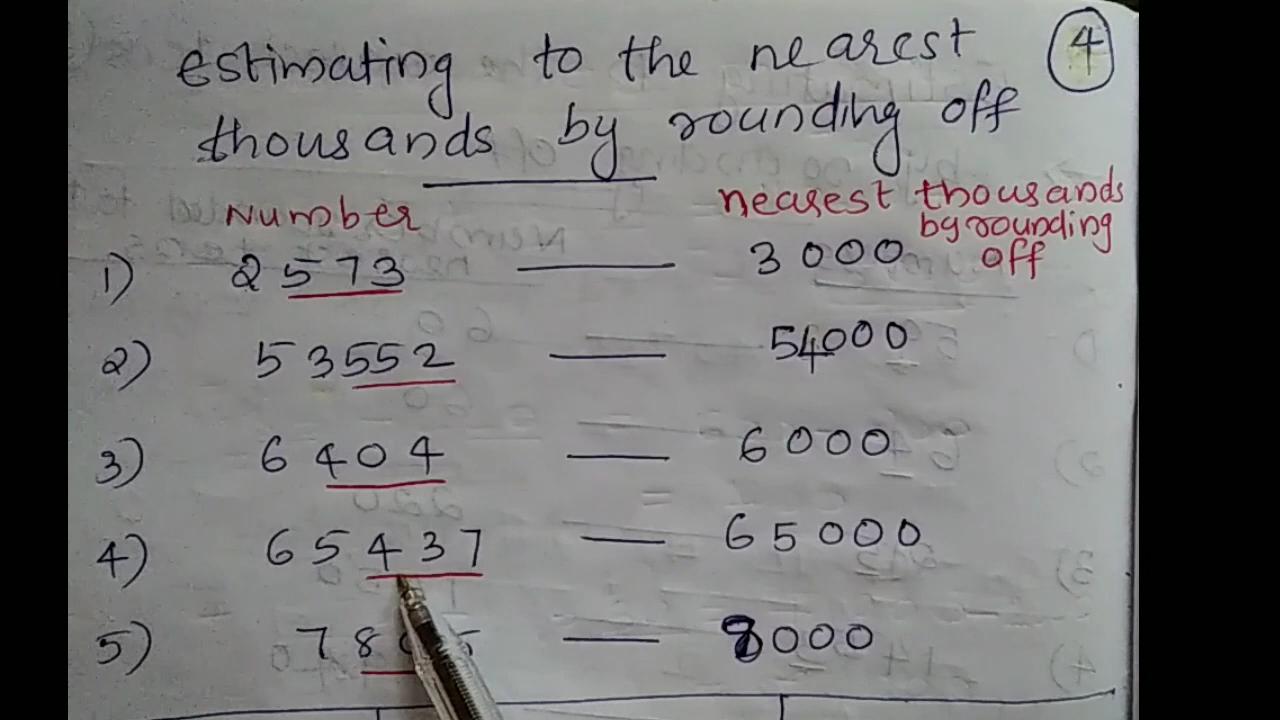 estimating to the nearest 4
thousands by rounding off
Number nearest thousands
by rounding
off
1) 2573 — 3000
2) 53552 — 54000
3) 6404 — 6000
4) 65437 — 65000
5) — 8000